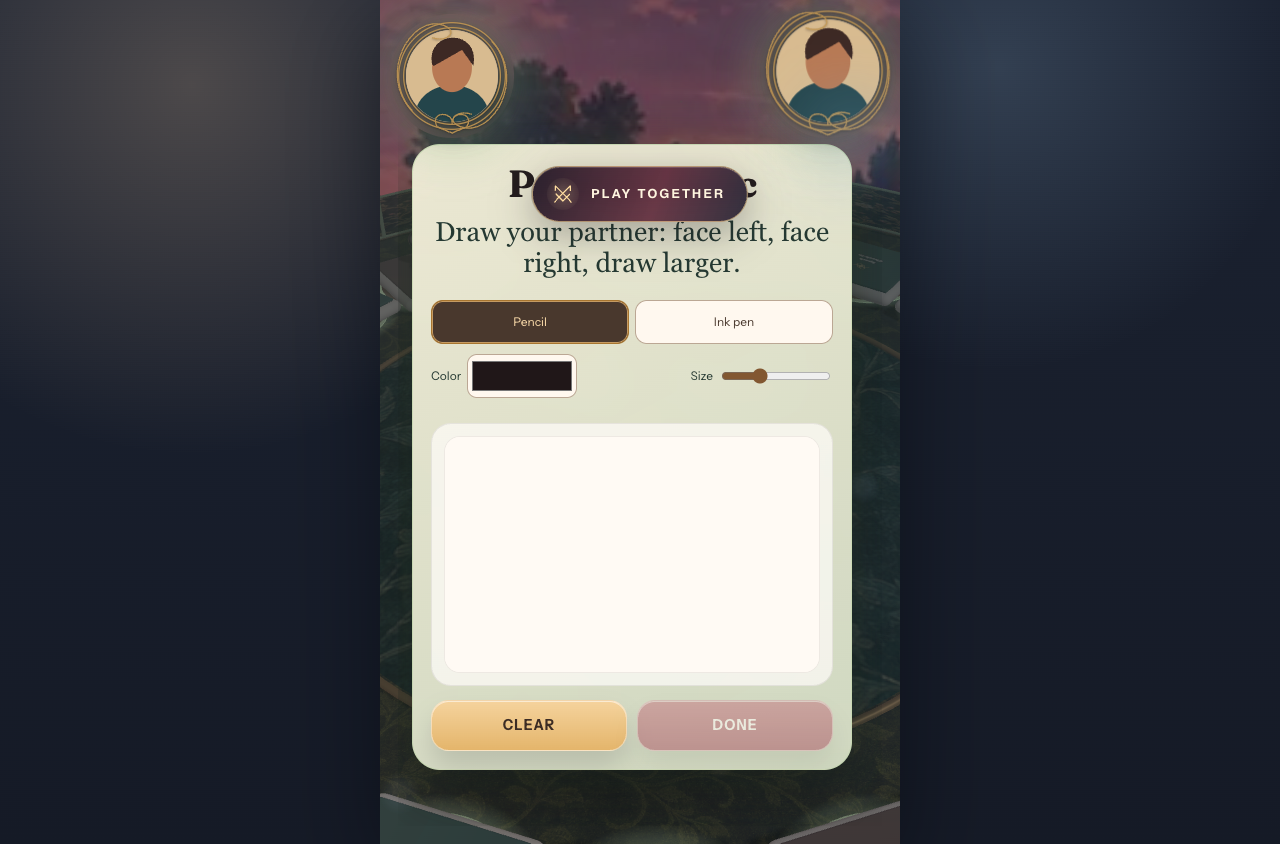 PLAY TOGETHER
Draw your partner: face left, face
right, draw larger.
Pencil
Ink pen
Color
Size
CLEAR
DONE